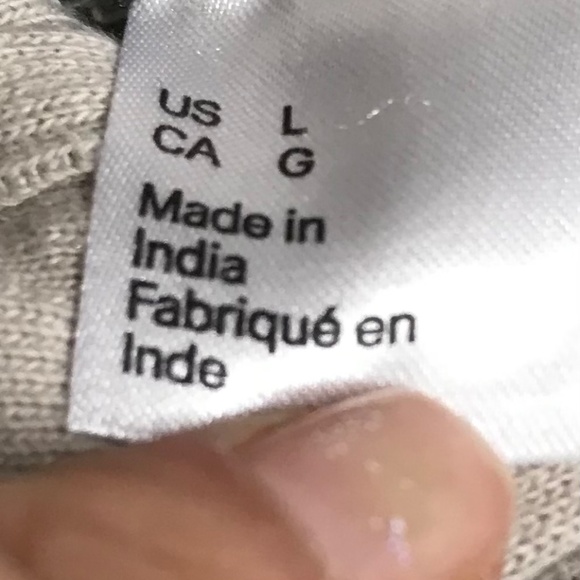 US L
CA G
Made in
India
Fabriqué en
Inde